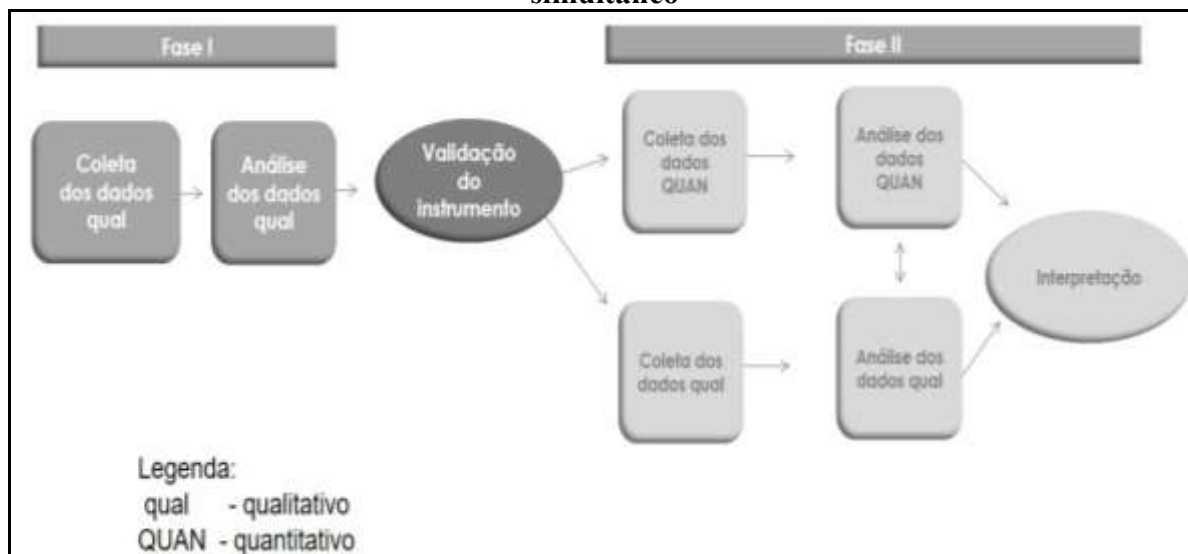 simultâneo
Fase I
Fase II
Coleta
dos dados
qual
Análise
dos dados
qual
Validação
do
instrumento
Coleta dos
dados
QUAN
Análise dos
dados
QUAN
Coleta dos
dados qual
Análise dos
dados qual
Interpretação
Legenda:
qual - qualitativo
QUAN - quantitativo